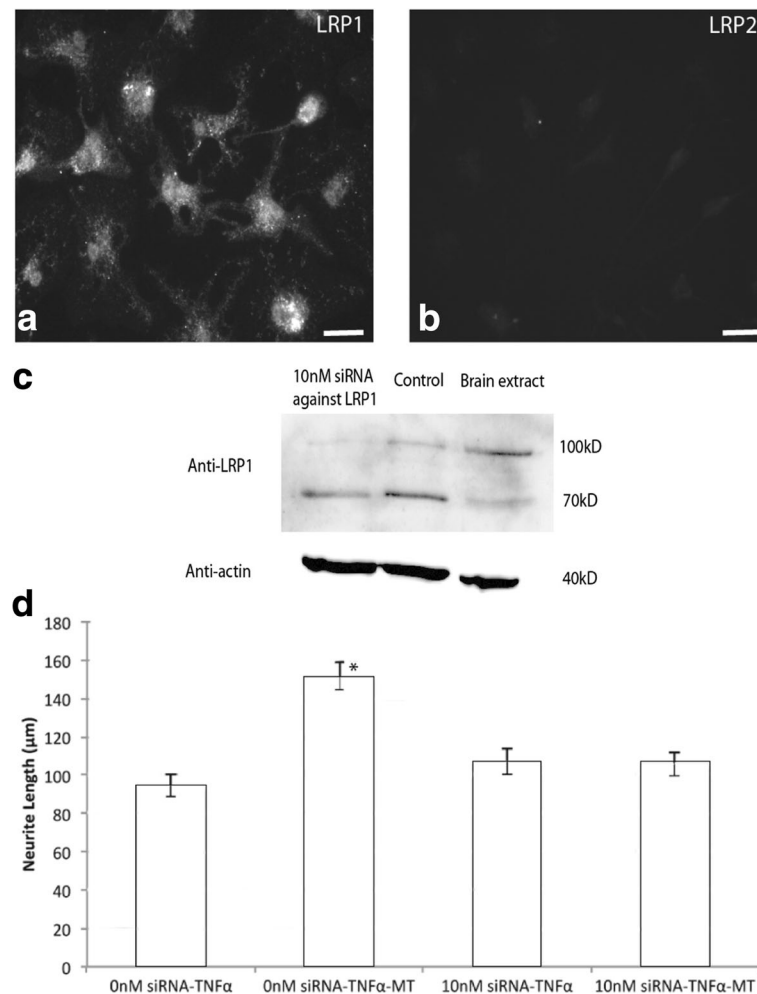 LRP1
LRP2
a
b
c
10nM siRNA
against LRP1
Control
Brain extract
Anti-LRP1
100kD
70kD
Anti-actin
40kD
d
180
160
140
120
100
80
60
40
20
0
Neurite Length (μm)
*
0nM siRNA-TNFα
0nM siRNA-TNFα-MT
10nM siRNA-TNFα
10nM siRNA-TNFα-MT